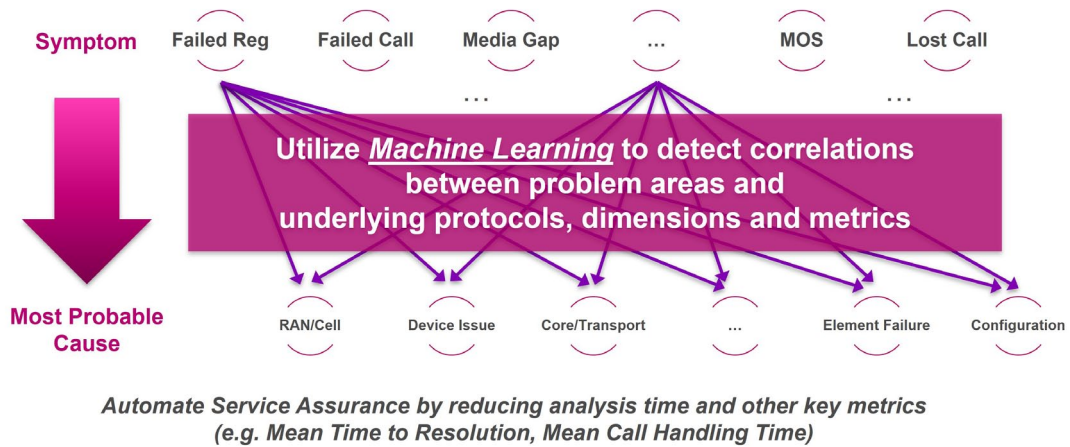 Symptom
Failed Reg
Failed Call
Media Gap
...
MOS
Lost Call
...
...
Utilize Machine Learning to detect correlations
between problem areas and
underlying protocols, dimensions and metrics
Most Probable
Cause
RAN/Cell
Device Issue
Core/Transport
...
Element Failure
Configuration
Automate Service Assurance by reducing analysis time and other key metrics
(e.g. Mean Time to Resolution, Mean Call Handling Time)